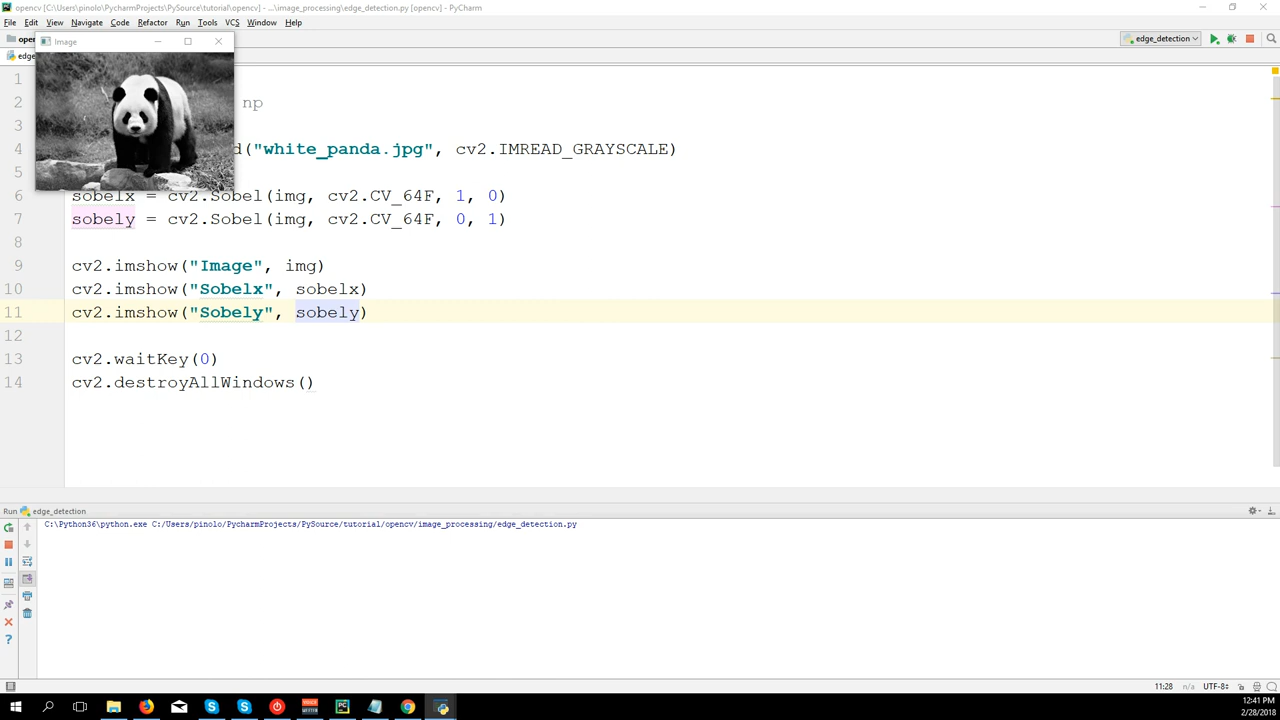 opencv [C:\Users\pinolo\PycharmProjects\PySource\tutorial\opencv] - ...\image_processing\edge_detection.py [opencv] - PyCharm
File Edit View Navigate Code Refactor Run Tools VCS Window Help
open
edge_detection
edge
Image
1
2 np
3
4 d("white_panda.jpg", cv2.IMREAD_GRAYSCALE)
5
6 sobelx = cv2.Sobel(img, cv2.CV_64F, 1, 0)
7 sobely = cv2.Sobel(img, cv2.CV_64F, 0, 1)
8
9 cv2.imshow("Image", img)
10 cv2.imshow("Sobelx", sobelx)
11 cv2.imshow("Sobely", sobely)
12
13 cv2.waitKey(0)
14 cv2.destroyAllWindows()
Run edge_detection
C:\Python36\python.exe C:/Users/pinolo/PycharmProjects/PySource/tutorial/opencv/image_processing/edge_detection.py
11:28 n/a UTF-8
12:41 PM
2/28/2018